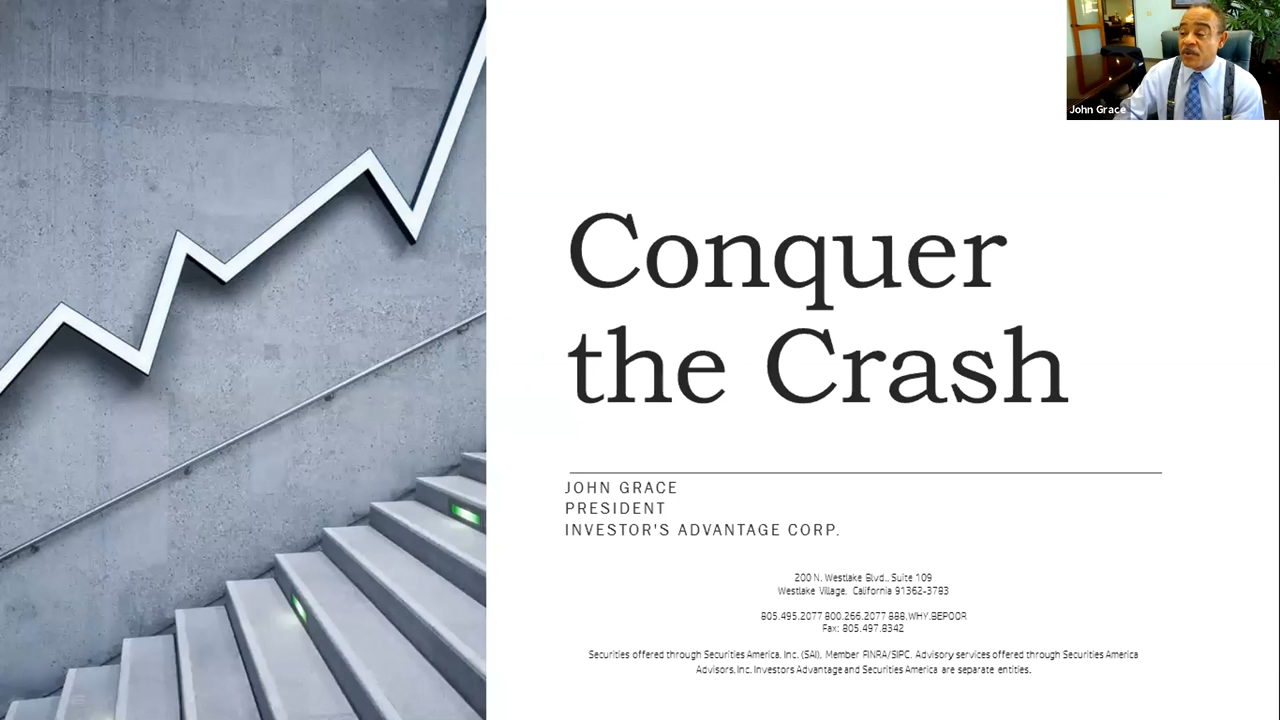 John Grace
Conquer
the Crash
JOHN GRACE
PRESIDENT
INVESTOR'S ADVANTAGE CORP.
200 N. Westlake Blvd., Suite 109
Westlake Village, California 91362-3783
805.495.2077 800.266.2077 888.WHY.BEPOOR
Fax: 805.497.8342
Securities offered through Securities America, Inc. (SAI), Member FINRA/SIPC. Advisory services offered through Securities America
Advisors, Inc. Investors Advantage and Securities America are separate entities.